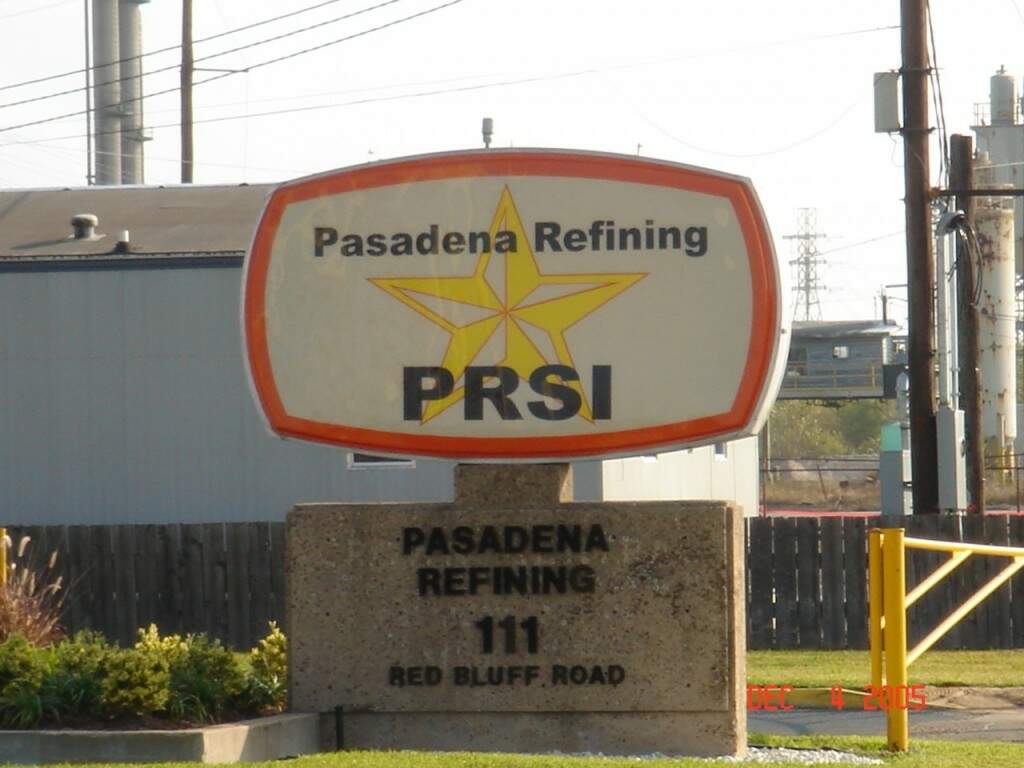 Pasadena Refining
PRSI
PASADENA
REFINING
111
RED BLUFF ROAD
DEC 4 2005